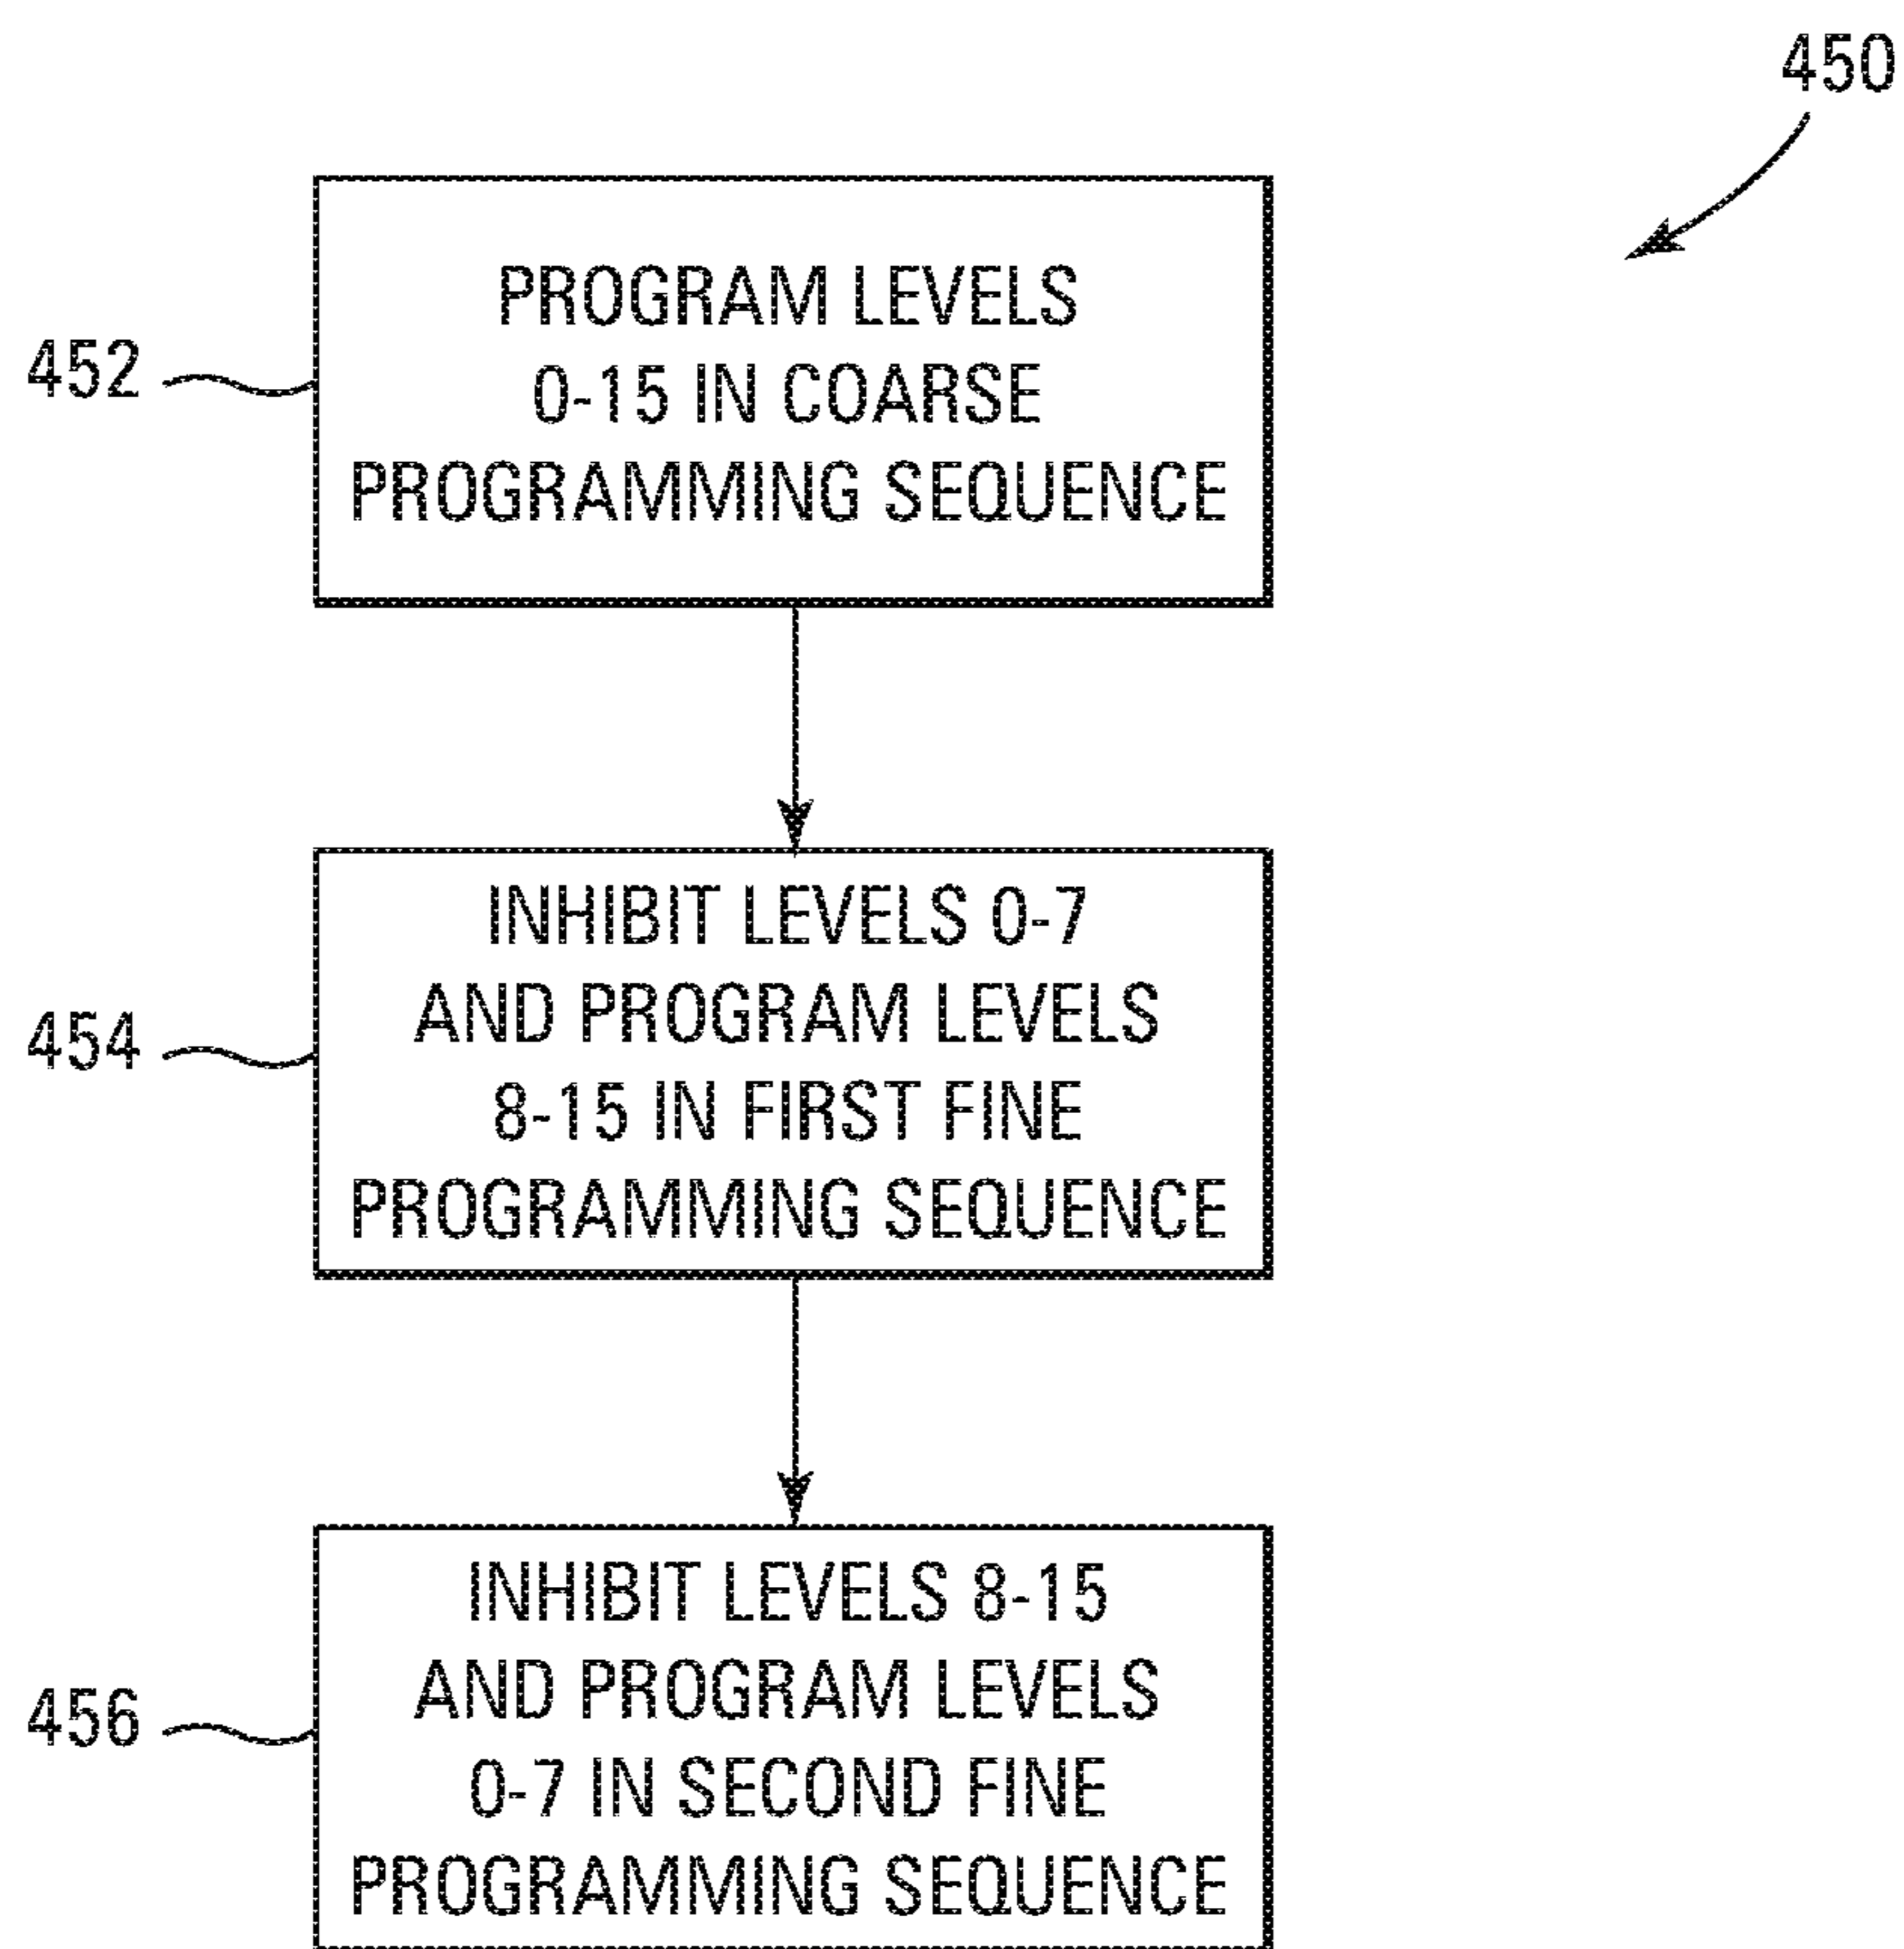 450
452
PROGRAM LEVELS
0-15 IN COARSE
PROGRAMMING SEQUENCE
454
INHIBIT LEVELS 0-7
AND PROGRAM LEVELS
8-15 IN FIRST FINE
PROGRAMMING SEQUENCE
456
INHIBIT LEVELS 8-15
AND PROGRAM LEVELS
0-7 IN SECOND FINE
PROGRAMMING SEQUENCE